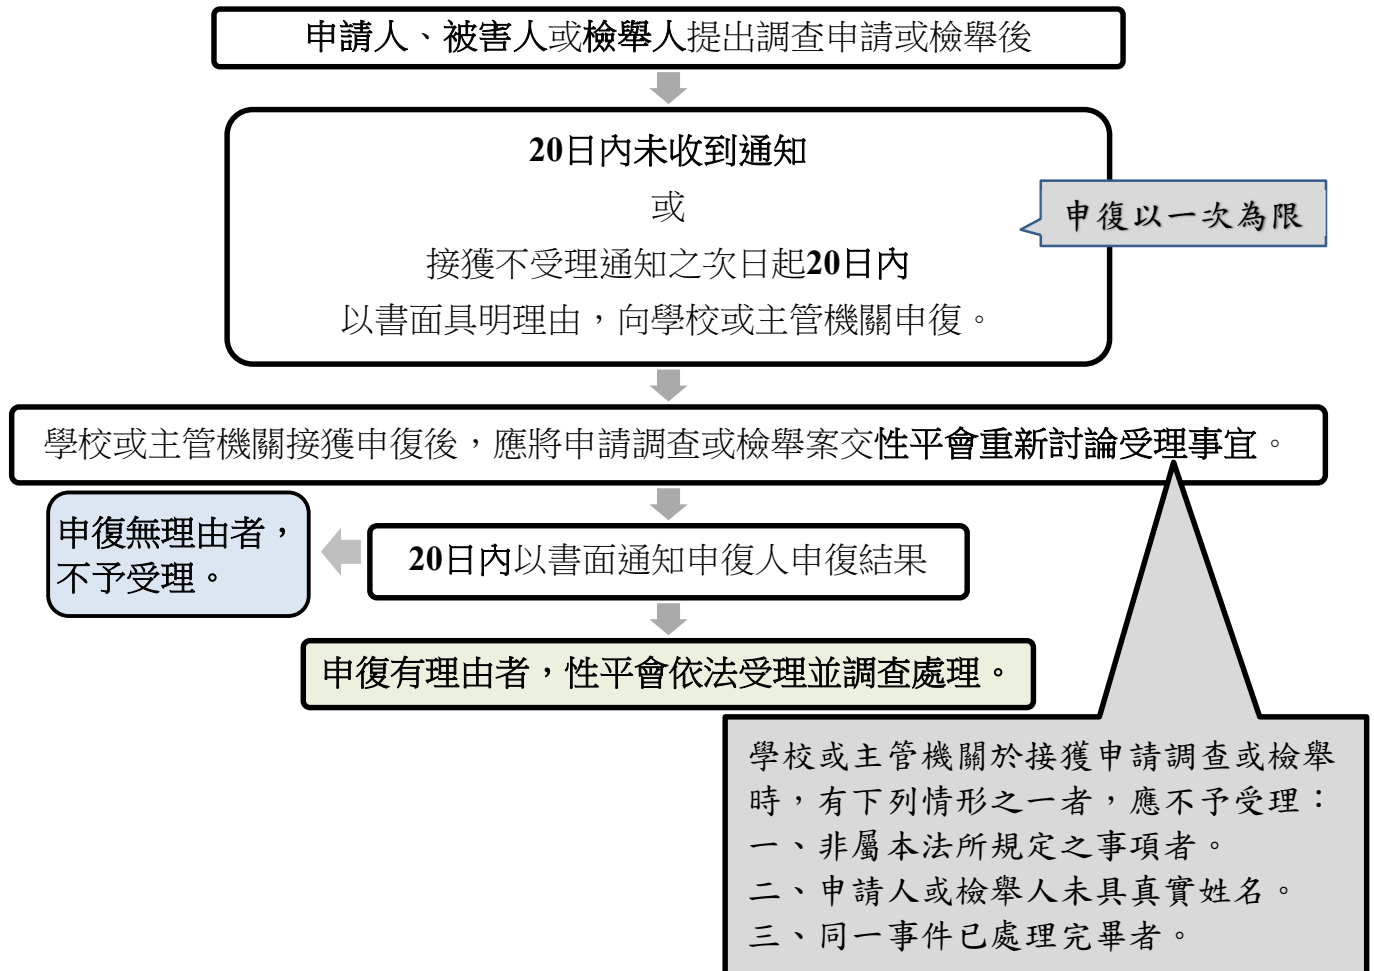 申請人、被害人或檢舉人提出調查申請或檢舉後
20日內未收到通知
或
接獲不受理通知之次日起20日內
以書面具明理由，向學校或主管機關申復。
申復以一次為限
學校或主管機關接獲申復後，應將申請調查或檢舉案交性平會重新討論受理事宜。
申復無理由者，
不予受理。
20日內以書面通知申復人申復結果
申復有理由者，性平會依法受理並調查處理。
學校或主管機關於接獲申請調查或檢舉
時，有下列情形之一者，應不予受理：
一、非屬本法所規定之事項者。
二、申請人或檢舉人未具真實姓名。
三、同一事件已處理完畢者。